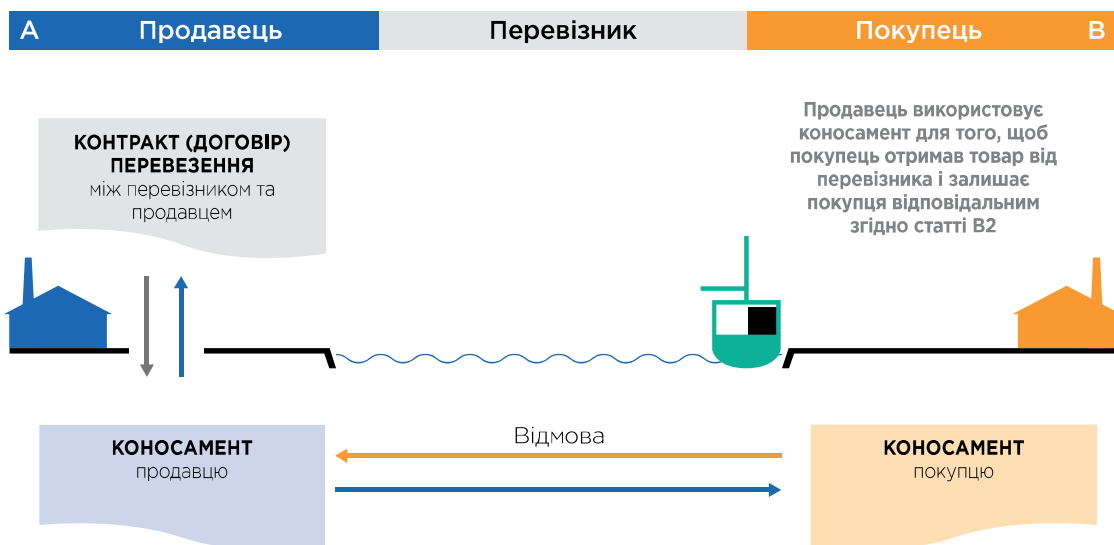 А Продавець Перевізник Покупець В
КОНТРАКТ (ДОГОВІР)
ПЕРЕВЕЗЕННЯ
між перевізником та
продавцем
Продавець використовує
коносамент для того, щоб
покупець отримав товар від
перевізника і залишає
покупця відповідальним
згідно статті В2
Відмова
КОНОСАМЕНТ
продавцю
КОНОСАМЕНТ
покупцю